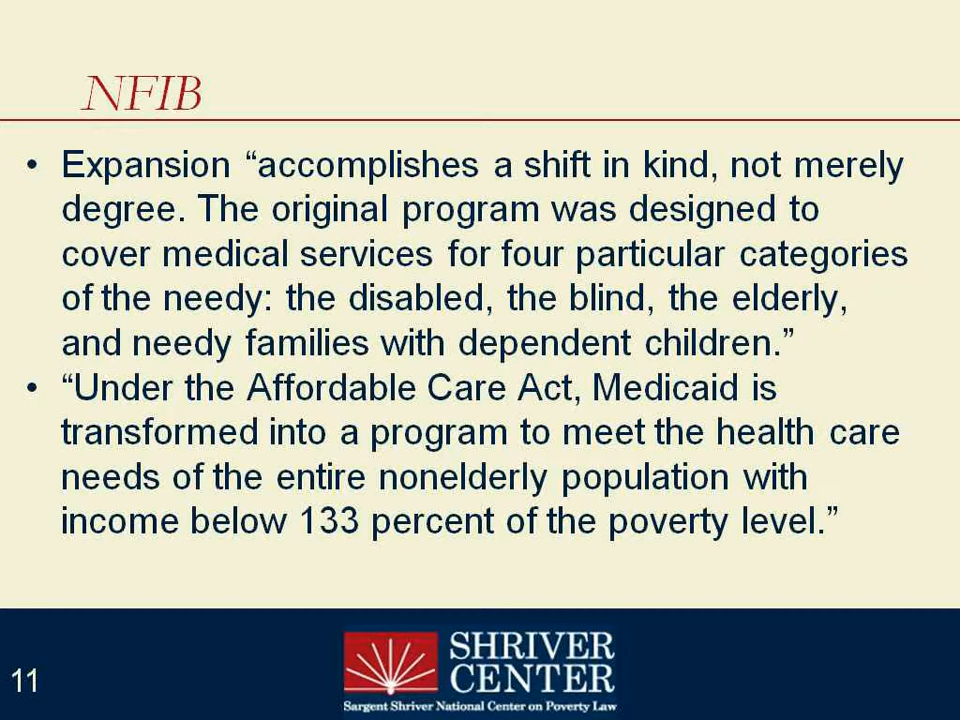 NFIB
• Expansion “accomplishes a shift in kind, not merely
degree. The original program was designed to
cover medical services for four particular categories
of the needy: the disabled, the blind, the elderly,
and needy families with dependent children.”
• “Under the Affordable Care Act, Medicaid is
transformed into a program to meet the health care
needs of the entire nonelderly population with
income below 133 percent of the poverty level.”
11
SHRIVER
CENTER
Sargent Shriver National Center on Poverty Law